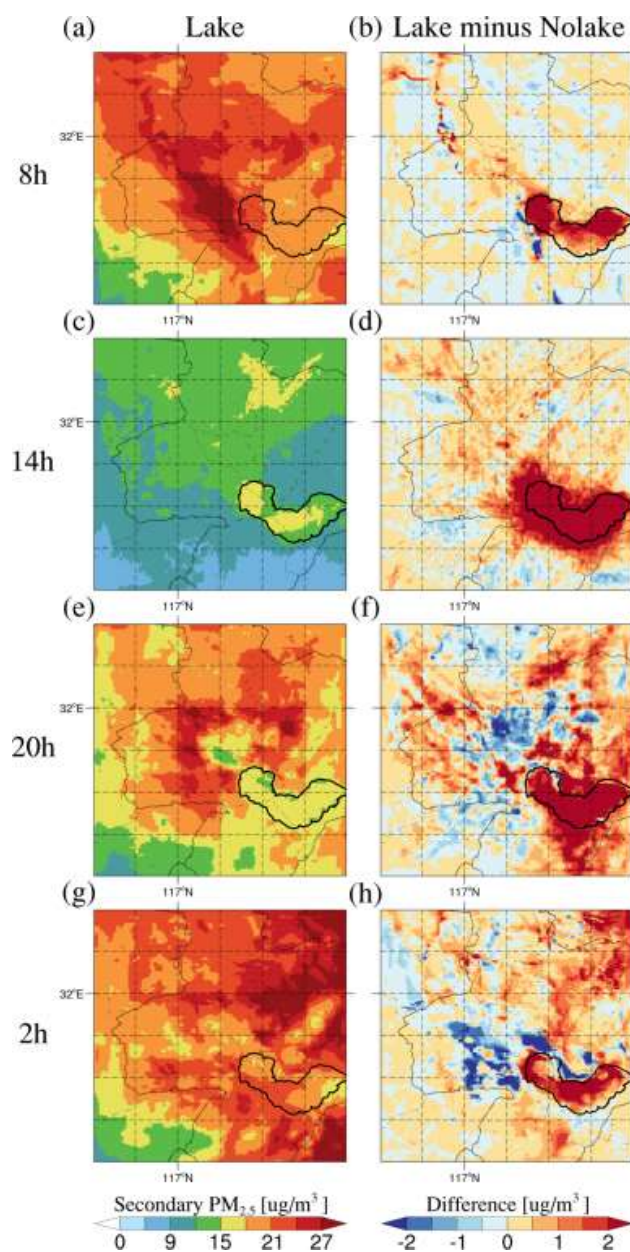 (a) Lake (b) Lake minus Nolake
32°E
8h
117°N 117°N
(c) (d)
32°E
14h
117°N 117°N
(e) (f)
32°E
20h
117°N 117°N
(g) (h)
32°E
2h
117°N 117°N
Secondary PM2.5 [ug/m3] Difference [ug/m3]
0 9 15 21 27 -2 -1 0 1 2